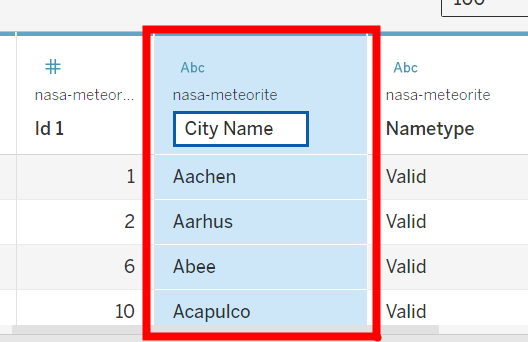 100
Abc Abc
nasa-meteor... nasa-meteorite nasa-meteorite
Id 1 City Name Nametype
1 Aachen Valid
2 Aarhus Valid
6 Abee Valid
10 Acapulco Valid